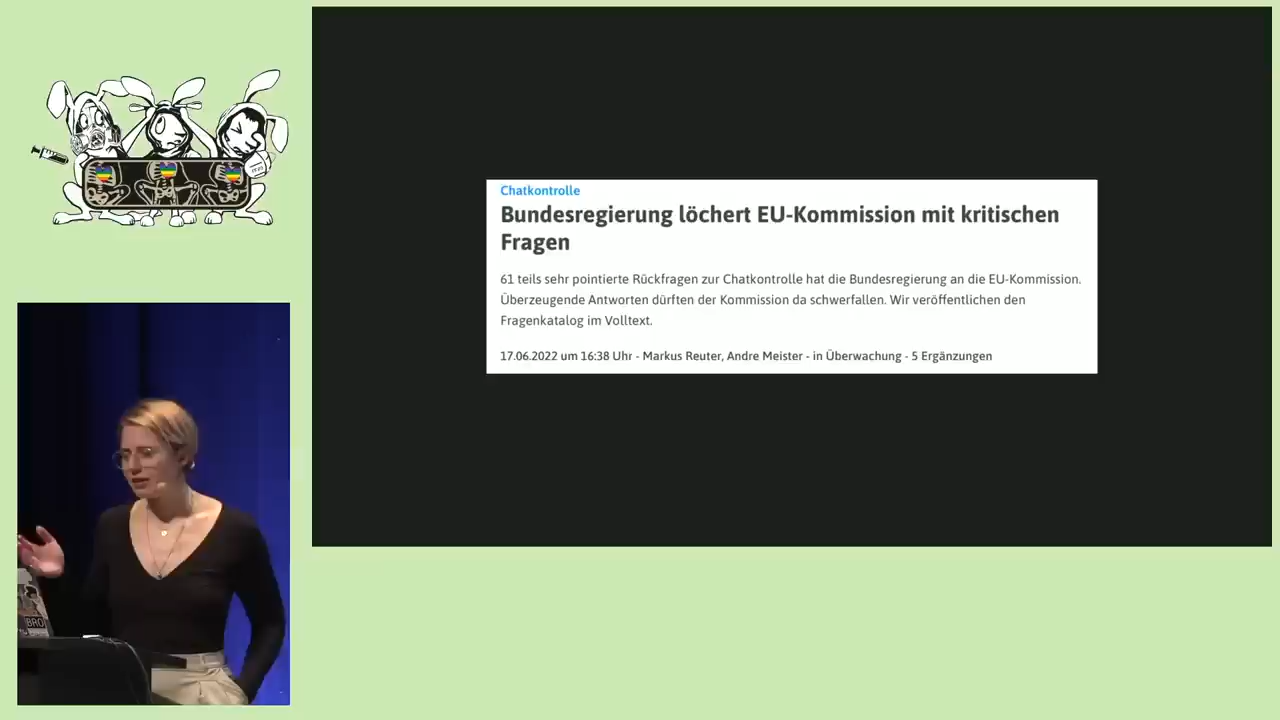 Chatkontrolle
Bundesregierung löchert EU-Kommission mit kritischen
Fragen
61 teils sehr pointierte Rückfragen zur Chatkontrolle hat die Bundesregierung an die EU-Kommission.
Überzeugende Antworten dürften der Kommission da schwerfallen. Wir veröffentlichen den
Fragenkatalog im Volltext.
17.06.2022 um 16:38 Uhr - Markus Reuter, Andre Meister - in Überwachung - 5 Ergänzungen
BRO